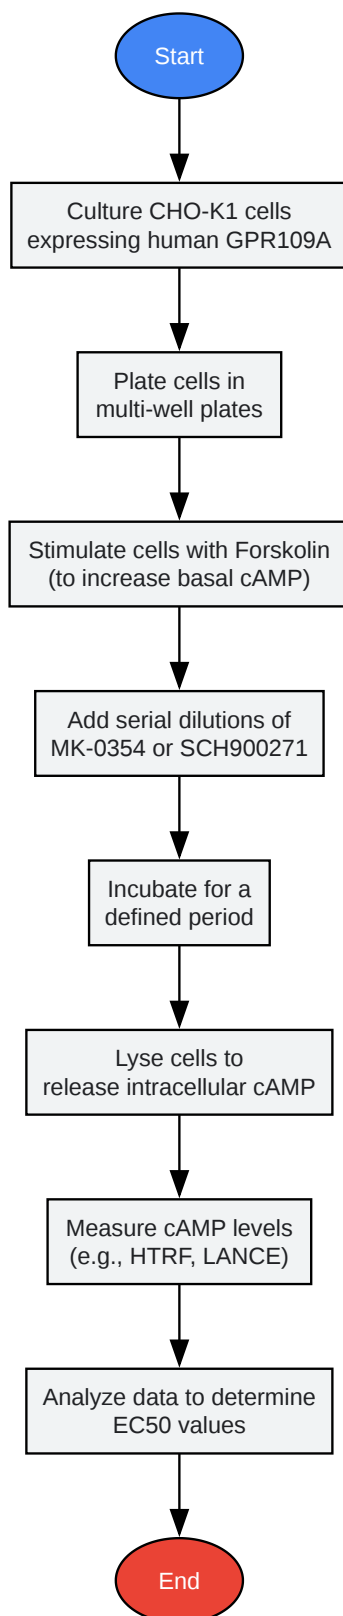 Start
Culture CHO-K1 cells
expressing human GPR109A
Plate cells in
multi-well plates
Stimulate cells with Forskolin
(to increase basal cAMP)
Add serial dilutions of
MK-0354 or SCH900271
Incubate for a
defined period
Lyse cells to
release intracellular cAMP
Measure cAMP levels
(e.g., HTRF, LANCE)
Analyze data to determine
EC50 values
End